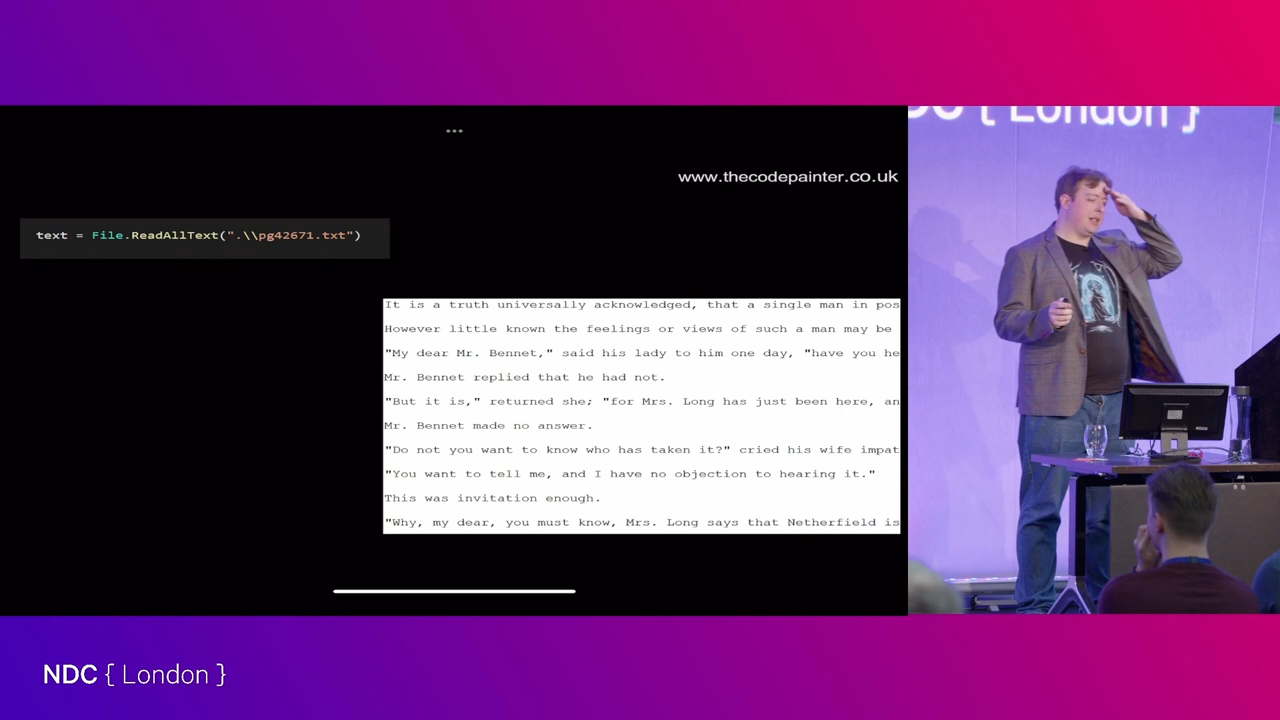 www.thecodepainter.co.uk
text = File.ReadAllText(".\\pg42671.txt")
It is a truth universally acknowledged, that a single man in pos
However little known the feelings or views of such a man may be
"My dear Mr. Bennet," said his lady to him one day, "have you he
Mr. Bennet replied that he had not.
"But it is," returned she; "for Mrs. Long has just been here, an
Mr. Bennet made no answer.
"Do not you want to know who has taken it?" cried his wife impat
"You want to tell me, and I have no objection to hearing it."
This was invitation enough.
"Why, my dear, you must know, Mrs. Long says that Netherfield is
DC { London }
NDC { London }